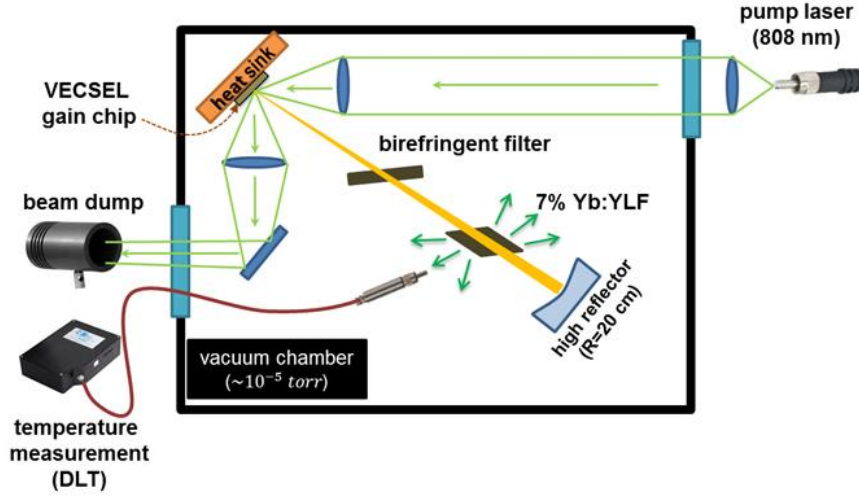 pump laser
(808 nm)
heat sink
VECSEL
gain chip
birefringent filter
beam dump
7% Yb:YLF
high reflector
(R=20 cm)
vacuum chamber
(~10⁻⁵ torr)
temperature
measurement
(DLT)